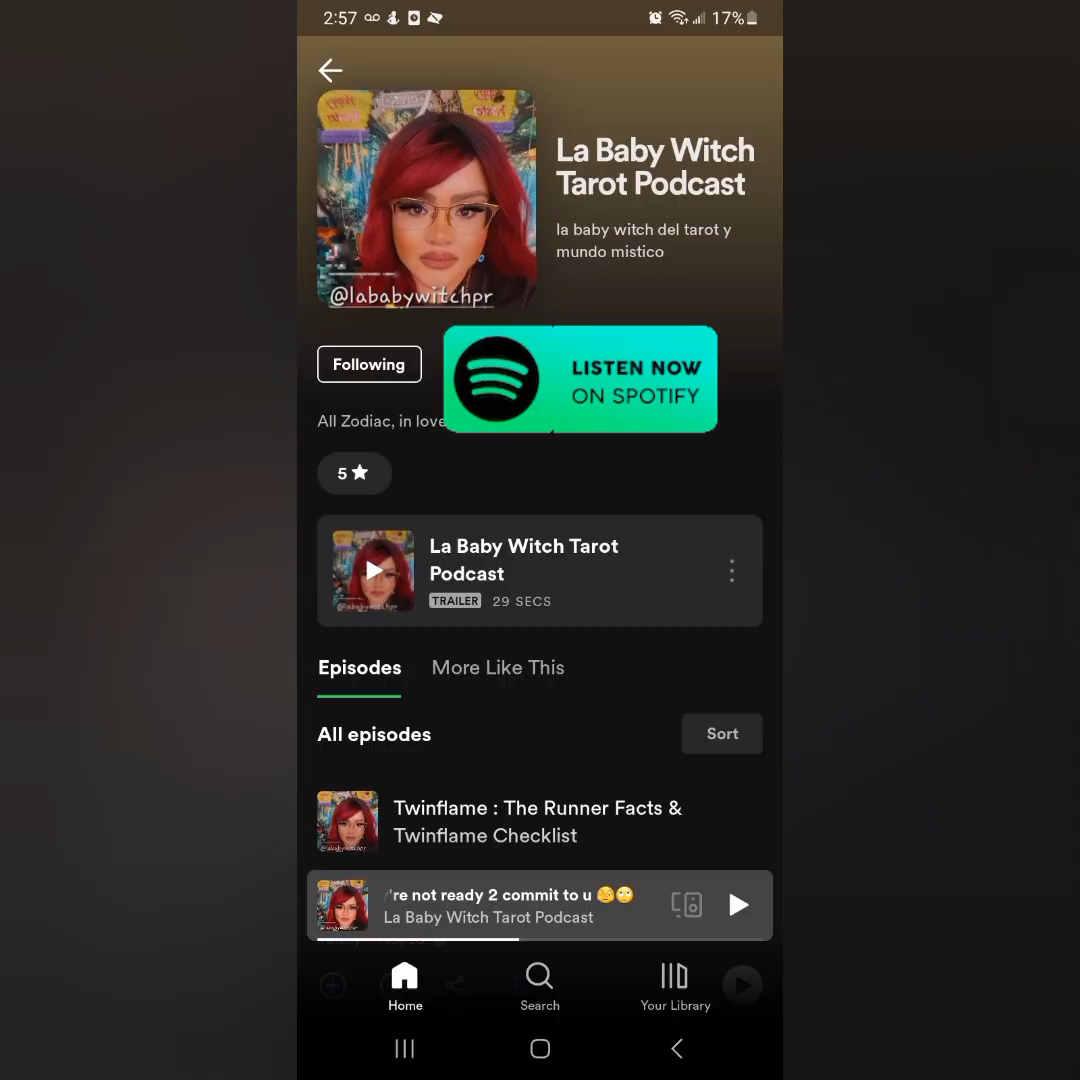 2:57
17%
La Baby Witch
Tarot Podcast
la baby witch del tarot y
mundo mistico
@lababywitchpr
Following
LISTEN NOW
ON SPOTIFY
All Zodiac, in love
5
La Baby Witch Tarot
Podcast
TRAILER 29 SECS
@lababywitchpr
Episodes More Like This
All episodes
Sort
Twinflame : The Runner Facts &
Twinflame Checklist
're not ready 2 commit to u 🫣🙄
La Baby Witch Tarot Podcast
Home Search Your Library